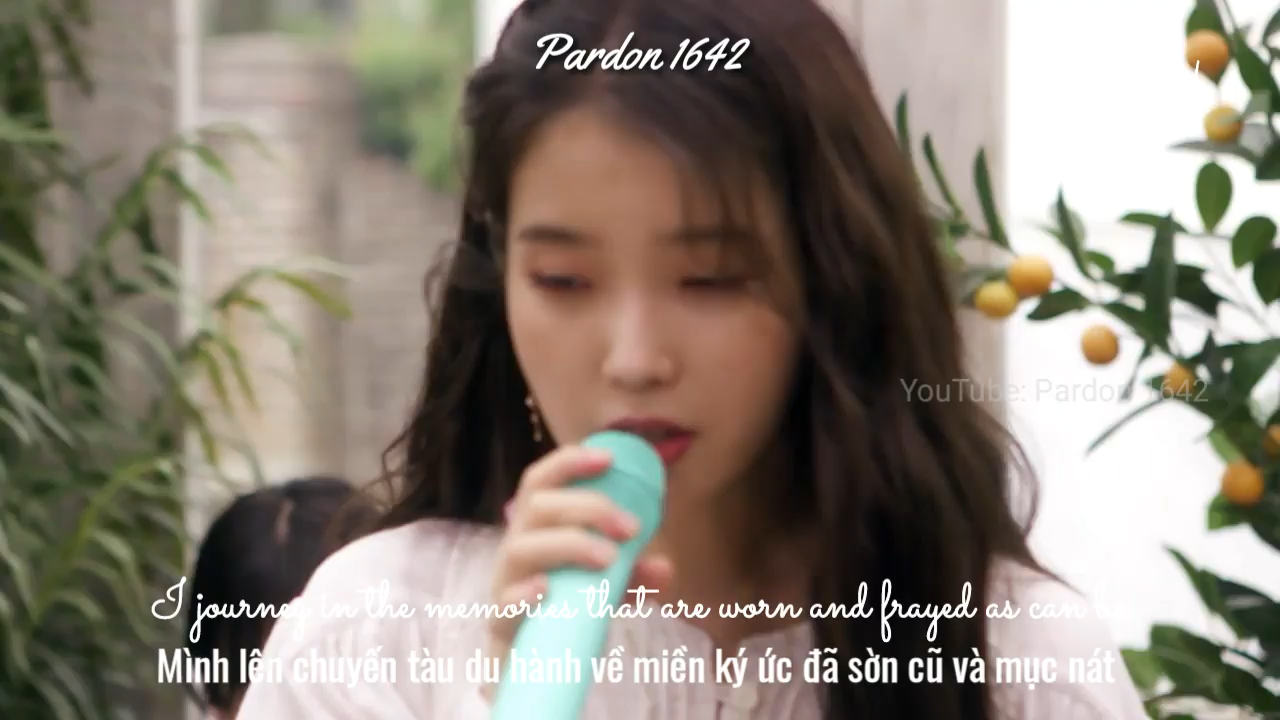 Pardon 1642
YouTube: Pardon 1642
I journey in the memories that are worn and frayed as can be
Mình lên chuyến tàu du hành về miền ký ức đã sờn cũ và mục nát